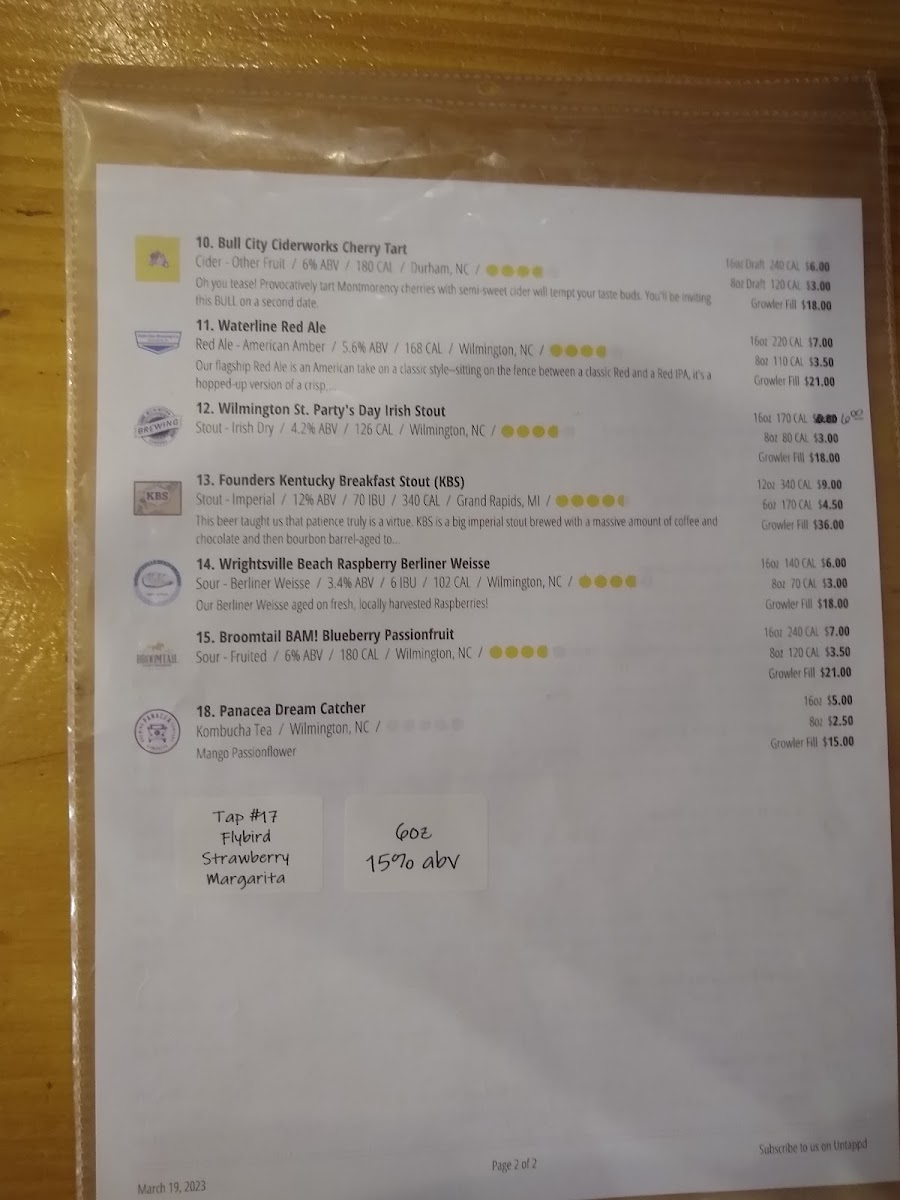 10. Bull City Ciderworks Cherry Tart
Cider - Other Fruit / 6% ABV / 180 CAL / Durham, NC /
Oh you tease! Provocatively tart Montmorency cherries with semi-sweet cider will tempt your taste buds. You'll be inviting
this BULL on a second date.
16oz Draft 240 CAL $6.00
8oz Draft 120 CAL $3.00
Growler Fill $18.00
11. Waterline Red Ale
Red Ale - American Amber / 5.6% ABV / 168 CAL / Wilmington, NC /
Our flagship Red Ale is an American take on a classic style–sitting on the fence between a classic Red and a Red IPA, it's a
hopped-up version of a crisp...
16oz 220 CAL $7.00
8oz 110 CAL $3.50
Growler Fill $21.00
BREWING
12. Wilmington St. Party's Day Irish Stout
Stout - Irish Dry / 4.2% ABV / 126 CAL / Wilmington, NC /
16oz 170 CAL 6.00
8oz 80 CAL $3.00
Growler Fill $18.00
KBS
13. Founders Kentucky Breakfast Stout (KBS)
Stout - Imperial / 12% ABV / 70 IBU / 340 CAL / Grand Rapids, MI /
This beer taught us that patience truly is a virtue. KBS is a big imperial stout brewed with a massive amount of coffee and
chocolate and then bourbon barrel-aged to...
12oz 340 CAL $9.00
6oz 170 CAL $4.50
Growler Fill $36.00
14. Wrightsville Beach Raspberry Berliner Weisse
Sour - Berliner Weisse / 3.4% ABV / 6 IBU / 102 CAL / Wilmington, NC /
Our Berliner Weisse aged on fresh, locally harvested Raspberries!
16oz 140 CAL $6.00
8oz 70 CAL $3.00
Growler Fill $18.00
BROOMTAIL
15. Broomtail BAM! Blueberry Passionfruit
Sour - Fruited / 6% ABV / 180 CAL / Wilmington, NC /
16oz 240 CAL $7.00
8oz 120 CAL $3.50
Growler Fill $21.00
PANACEA
18. Panacea Dream Catcher
Kombucha Tea / Wilmington, NC /
Mango Passionflower
16oz $5.00
8oz $2.50
Growler Fill $15.00
Tap #17
Flybird
Strawberry
Margarita
6oz
15% abv
Subscribe to us on Untappd
Page 2 of 2
March 19, 2023